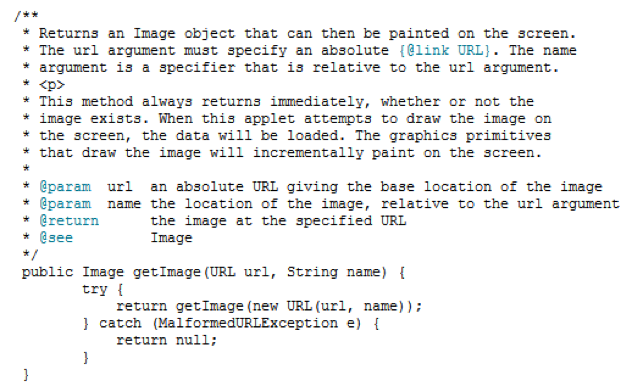 /**
 * Returns an Image object that can then be painted on the screen.
 * The url argument must specify an absolute {@link URL}. The name
 * argument is a specifier that is relative to the url argument.
 * <p>
 * This method always returns immediately, whether or not the
 * image exists. When this applet attempts to draw the image on
 * the screen, the data will be loaded. The graphics primitives
 * that draw the image will incrementally paint on the screen.
 *
 * @param  url  an absolute URL giving the base location of the image
 * @param  name the location of the image, relative to the url argument
 * @return      the image at the specified URL
 * @see         Image
 */
 public Image getImage(URL url, String name) {
        try {
            return getImage(new URL(url, name));
        } catch (MalformedURLException e) {
            return null;
        }
 }